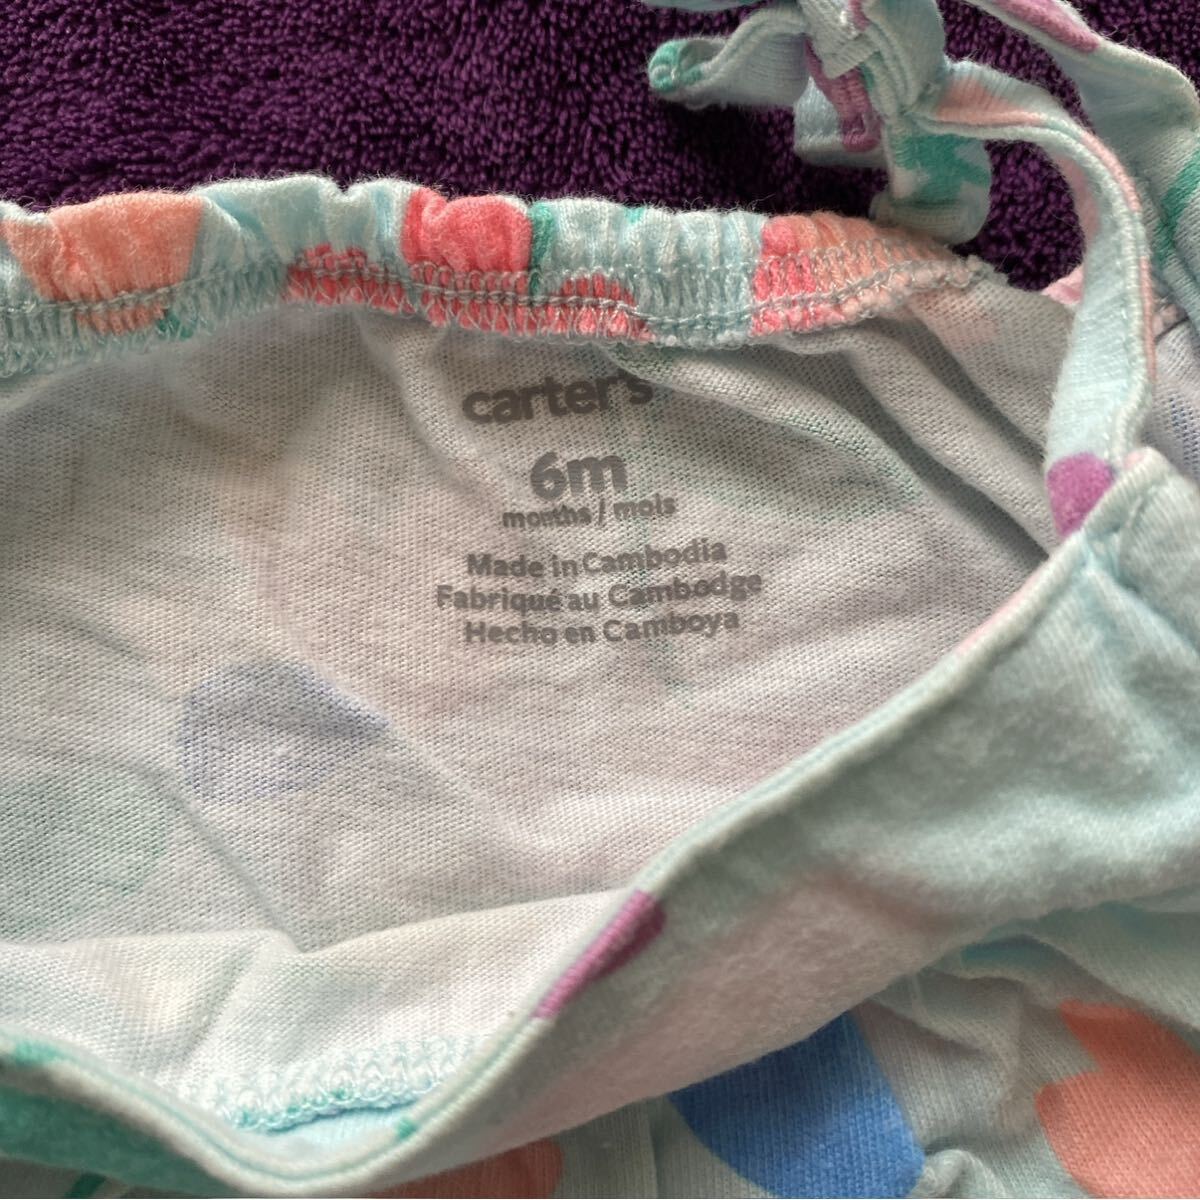 carter's
6m
months / mois
Made in Cambodia
Fabriqué au Cambodge
Hecho en Camboya